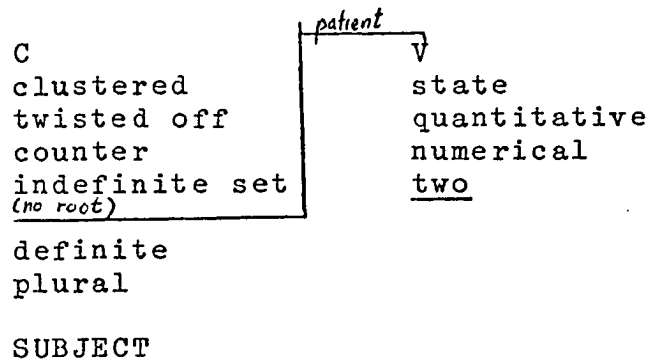 patient
C
V
clustered
state
twisted off
quantitative
counter
numerical
indefinite set
two
(no root)
definite
plural
SUBJECT